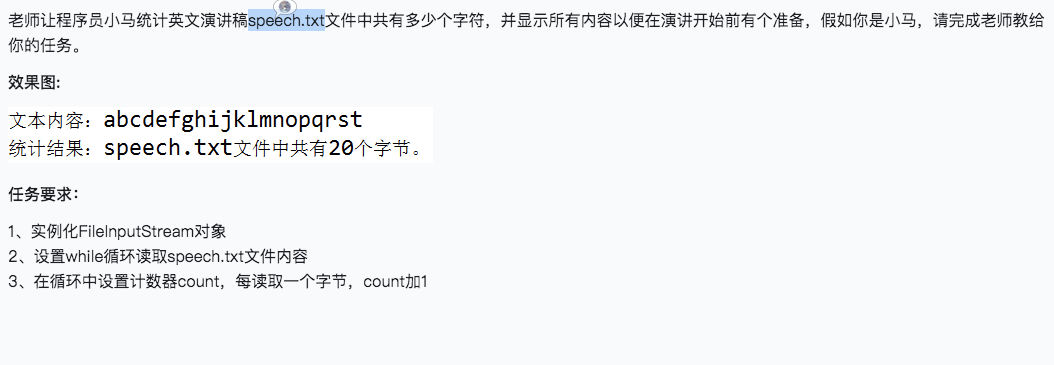 老师让程序员小马统计英文演讲稿speech.txt文件中共有多少个字符，并显示所有内容以便在演讲开始前有个准备，假如你是小马，请完成老师教给
你的任务。
效果图:
文本内容：abcdefghijklmnopqrst
统计结果：speech.txt文件中共有20个字节。
任务要求：
1、实例化FileInputStream对象
2、设置while循环读取speech.txt文件内容
3、在循环中设置计数器count，每读取一个字节，count加1